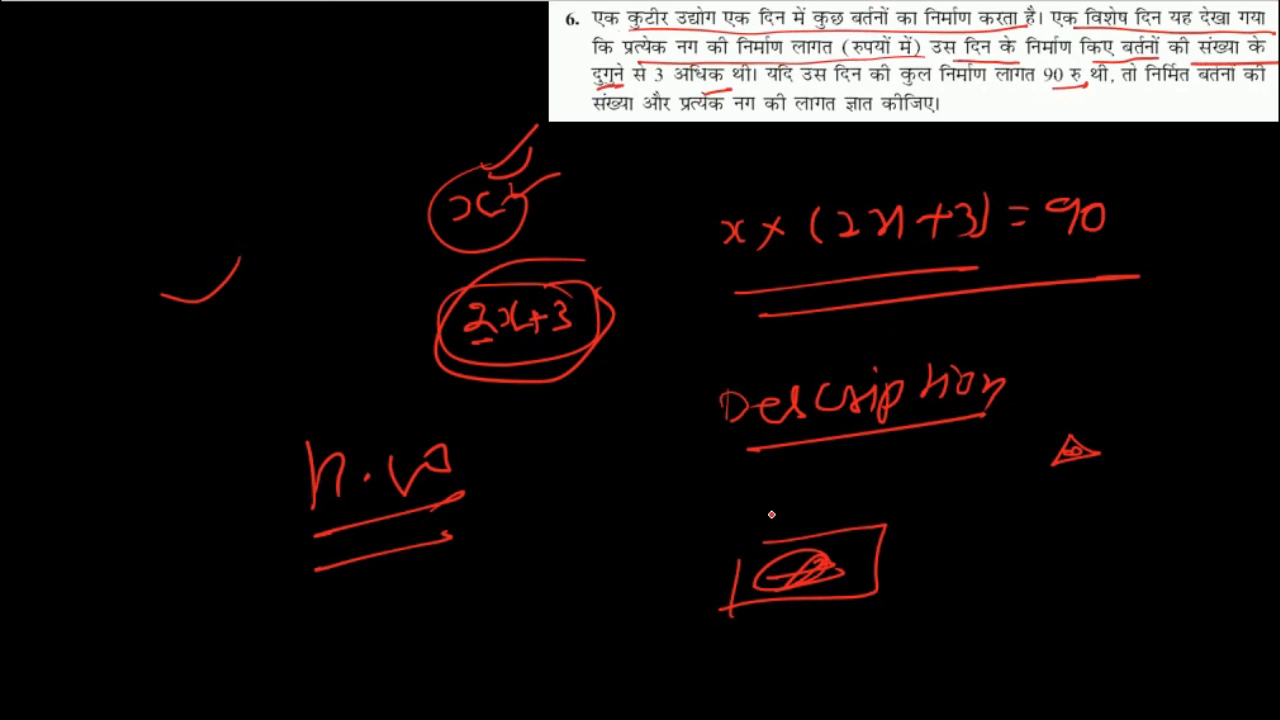 6. एक कुटीर उद्योग एक दिन में कुछ बर्तनों का निर्माण करता है। एक विशेष दिन यह देखा गया
कि प्रत्येक नग की निर्माण लागत (रुपयों में) उस दिन के निर्माण किए बर्तनों की संख्या के
दुगुने से 3 अधिक थी। यदि उस दिन की कुल निर्माण लागत 90 रु थी, तो निर्मित बर्तनों की
संख्या और प्रत्येक नग की लागत ज्ञात कीजिए।
x
x × (2x+3) = 90
2x+3
Description
h.w